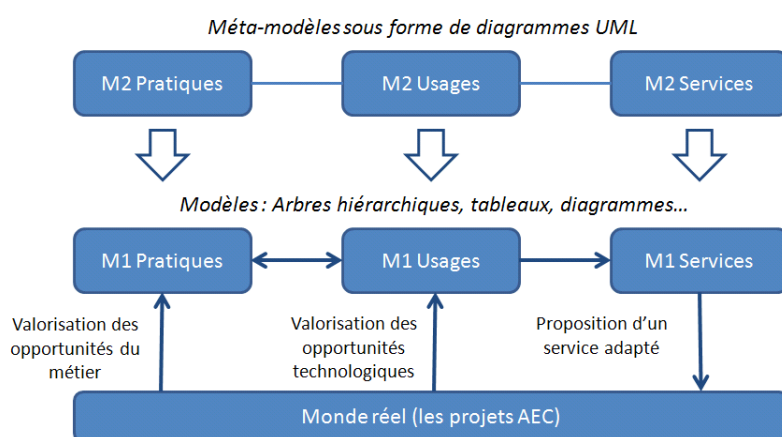 Méta-modèles sous forme de diagrammes UML
M2 Pratiques
M2 Usages
M2 Services
Modèles : Arbres hiérarchiques, tableaux, diagrammes…
M1 Pratiques
M1 Usages
M1 Services
Valorisation des
opportunités du
métier
Valorisation des
opportunités
technologiques
Proposition d’un
service adapté
Monde réel (les projets AEC)